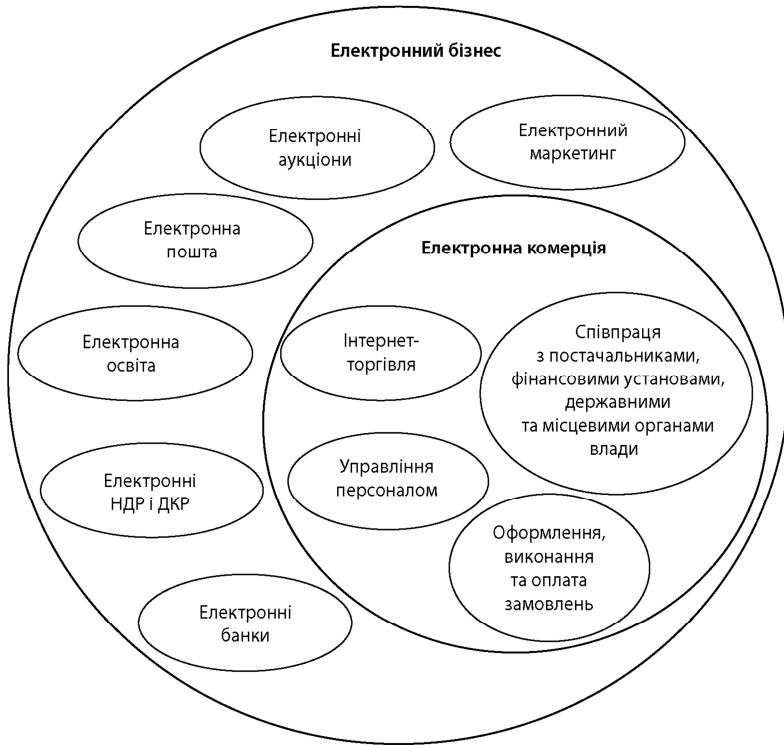 Електронний бізнес
Електронні
аукціони
Електронний
маркетинг
Електронна
пошта
Електронна комерція
Електронна
освіта
Інтернет-
торгівля
Співпраця
з постачальниками,
фінансовими установами,
державними
та місцевими органами
влади
Електронні
НДР і ДКР
Управління
персоналом
Оформлення,
виконання
та оплата
замовлень
Електронні
банки